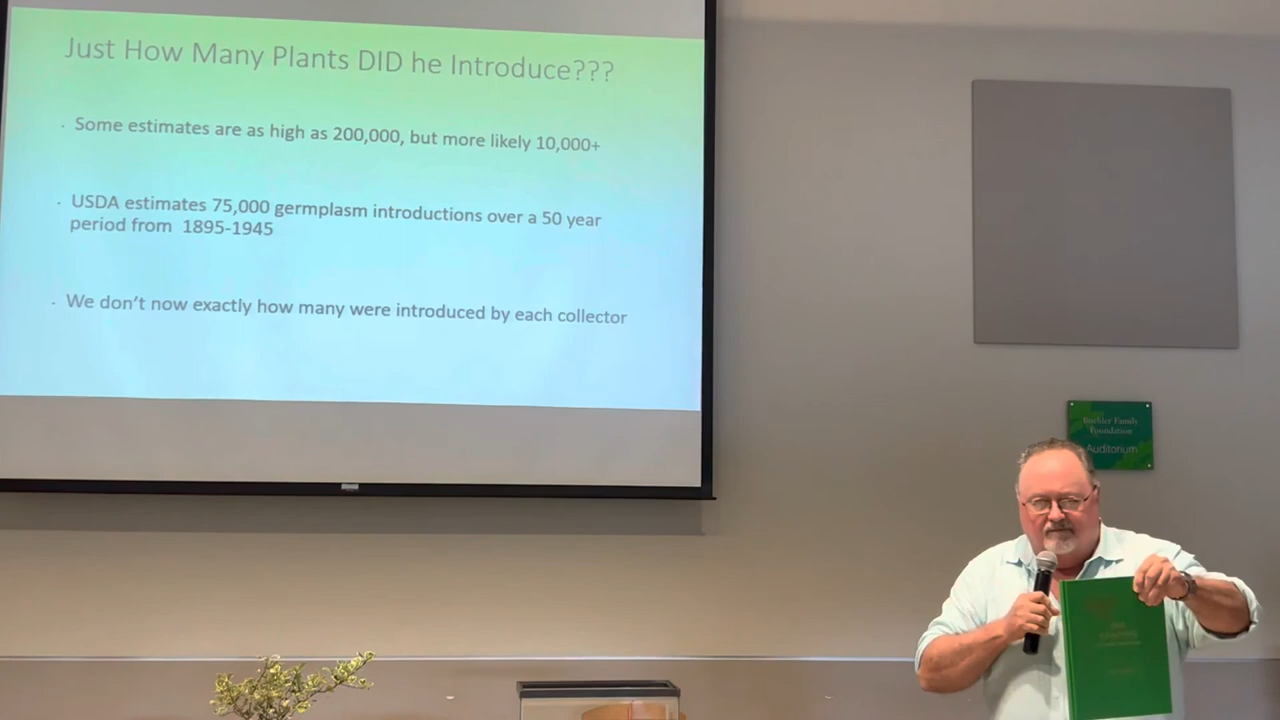 Just How Many Plants DID he Introduce???
· Some estimates are as high as 200,000, but more likely 10,000+
· USDA estimates 75,000 germplasm introductions over a 50 year
period from 1895-1945
· We don't now exactly how many were introduced by each collector
Family
Foundation
Auditorium